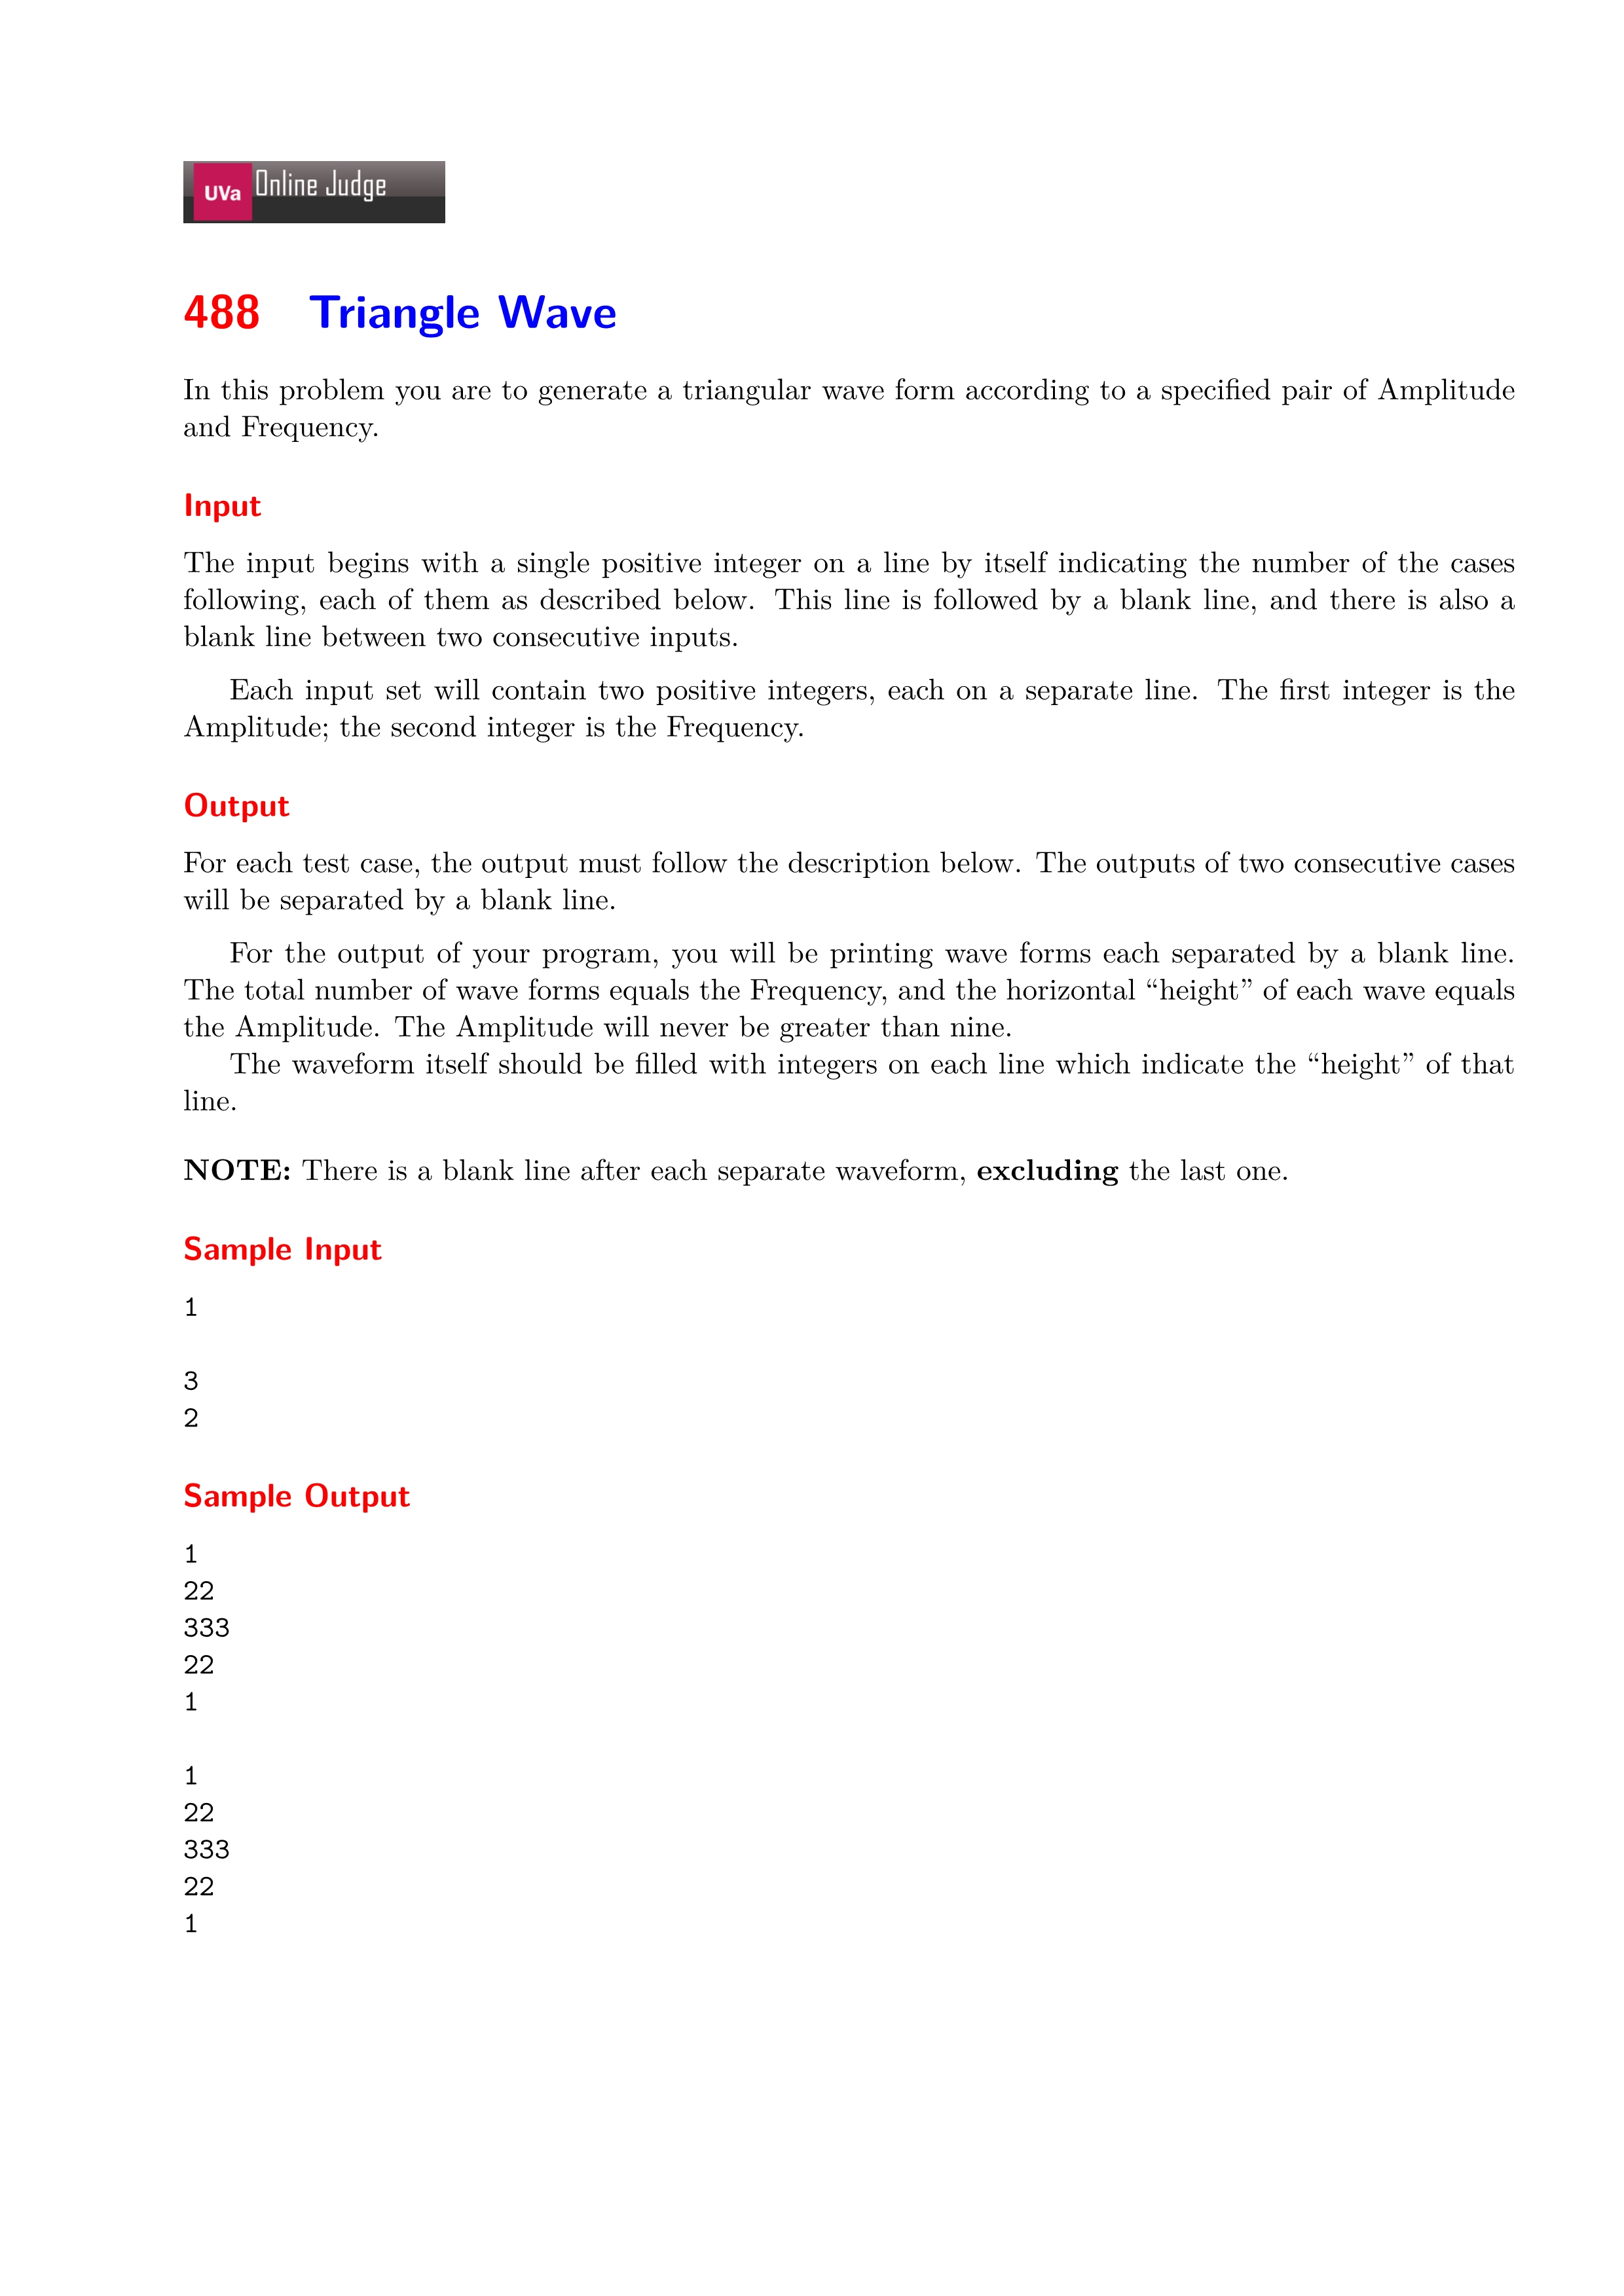 UVa Online Judge
488 Triangle Wave
In this problem you are to generate a triangular wave form according to a specified pair of Amplitude
and Frequency.
Input
The input begins with a single positive integer on a line by itself indicating the number of the cases
following, each of them as described below. This line is followed by a blank line, and there is also a
blank line between two consecutive inputs.
Each input set will contain two positive integers, each on a separate line. The first integer is the
Amplitude; the second integer is the Frequency.
Output
For each test case, the output must follow the description below. The outputs of two consecutive cases
will be separated by a blank line.
For the output of your program, you will be printing wave forms each separated by a blank line.
The total number of wave forms equals the Frequency, and the horizontal “height” of each wave equals
the Amplitude. The Amplitude will never be greater than nine.
The waveform itself should be filled with integers on each line which indicate the “height” of that
line.
NOTE: There is a blank line after each separate waveform, excluding the last one.
Sample Input
1
3
2
Sample Output
1
22
333
22
1
1
22
333
22
1